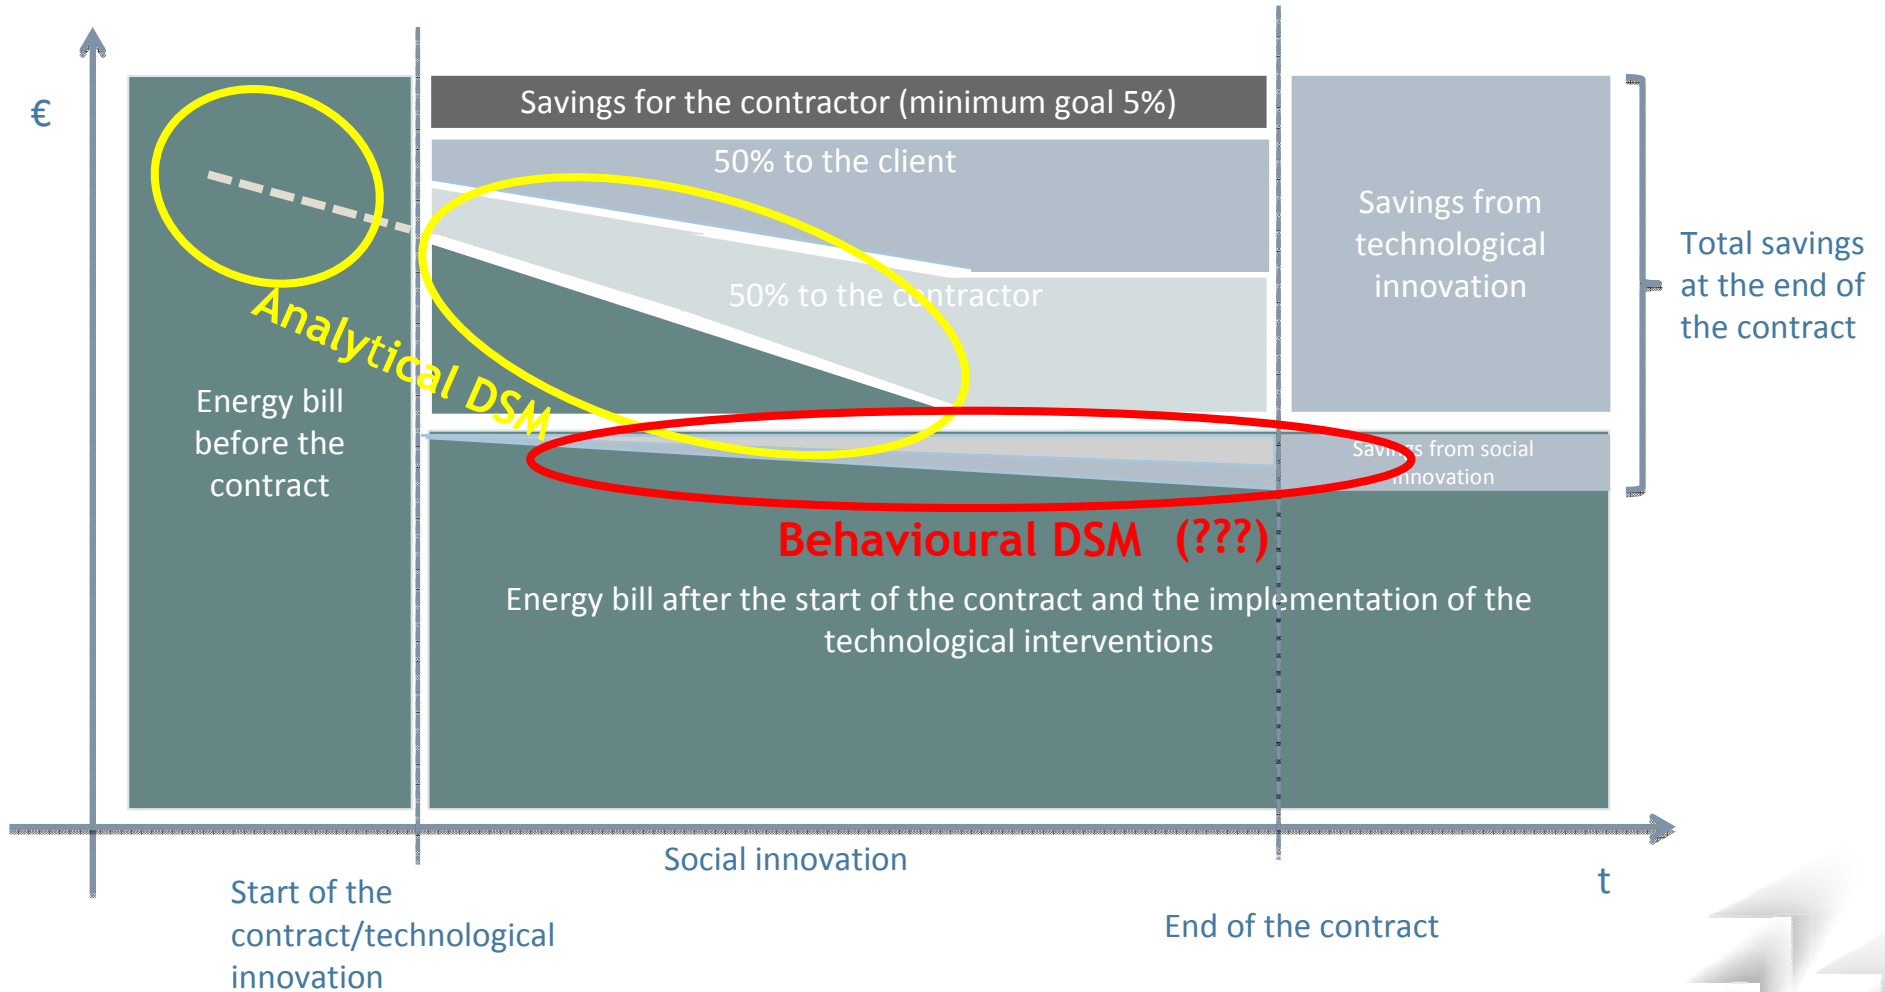 €
Savings for the contractor (minimum goal 5%)
50% to the client
50% to the contractor
Savings from
technological
innovation
Total savings
at the end of
the contract
Analytical DSM
Energy bill
before the
contract
Savings from social
innovation
Behavioural DSM (???)
Energy bill after the start of the contract and the implementation of the
technological interventions
Social innovation
t
Start of the
contract/technological
innovation
End of the contract